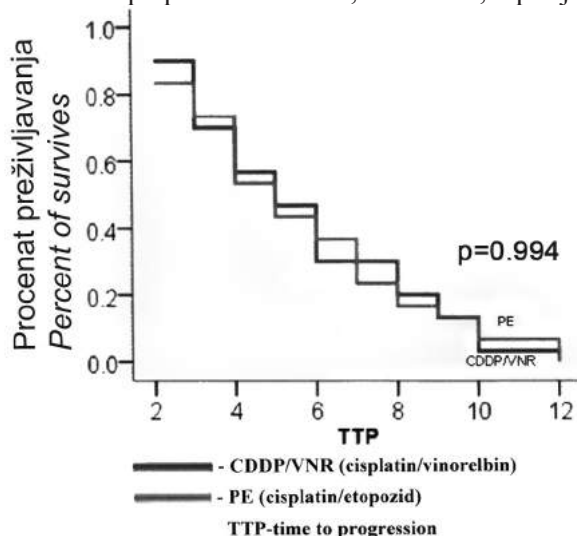 1.0
0.8
0.6
0.4
0.2
0.0
Procenat preživljavanja
Percent of survives
p=0.994
PE
CDDP/VNR
2 4 6 8 10 12
TTP
- CDDP/VNR (cisplatin/vinorelbin)
- PE (cisplatin/etopozid)
TTP-time to progression